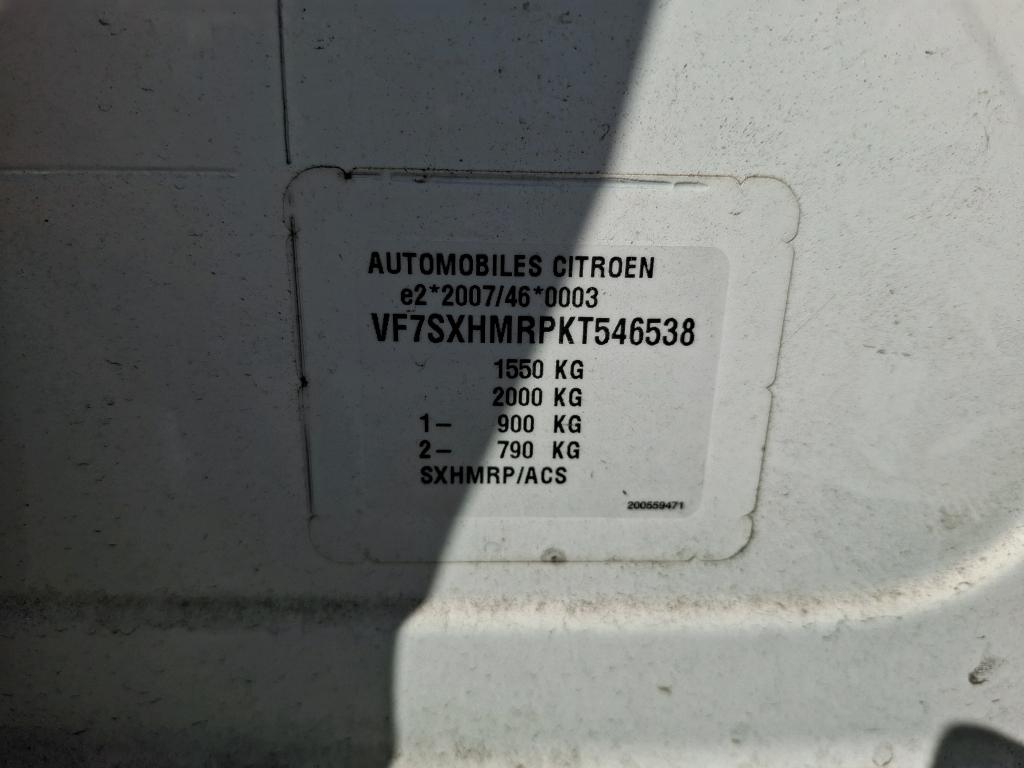 AUTOMOBILES CITROEN
e2*2007/46*0003
VF7SXHMRPKT546538
1550 KG
2000 KG
1- 900 KG
2- 790 KG
SXHMRP/ACS
200559471